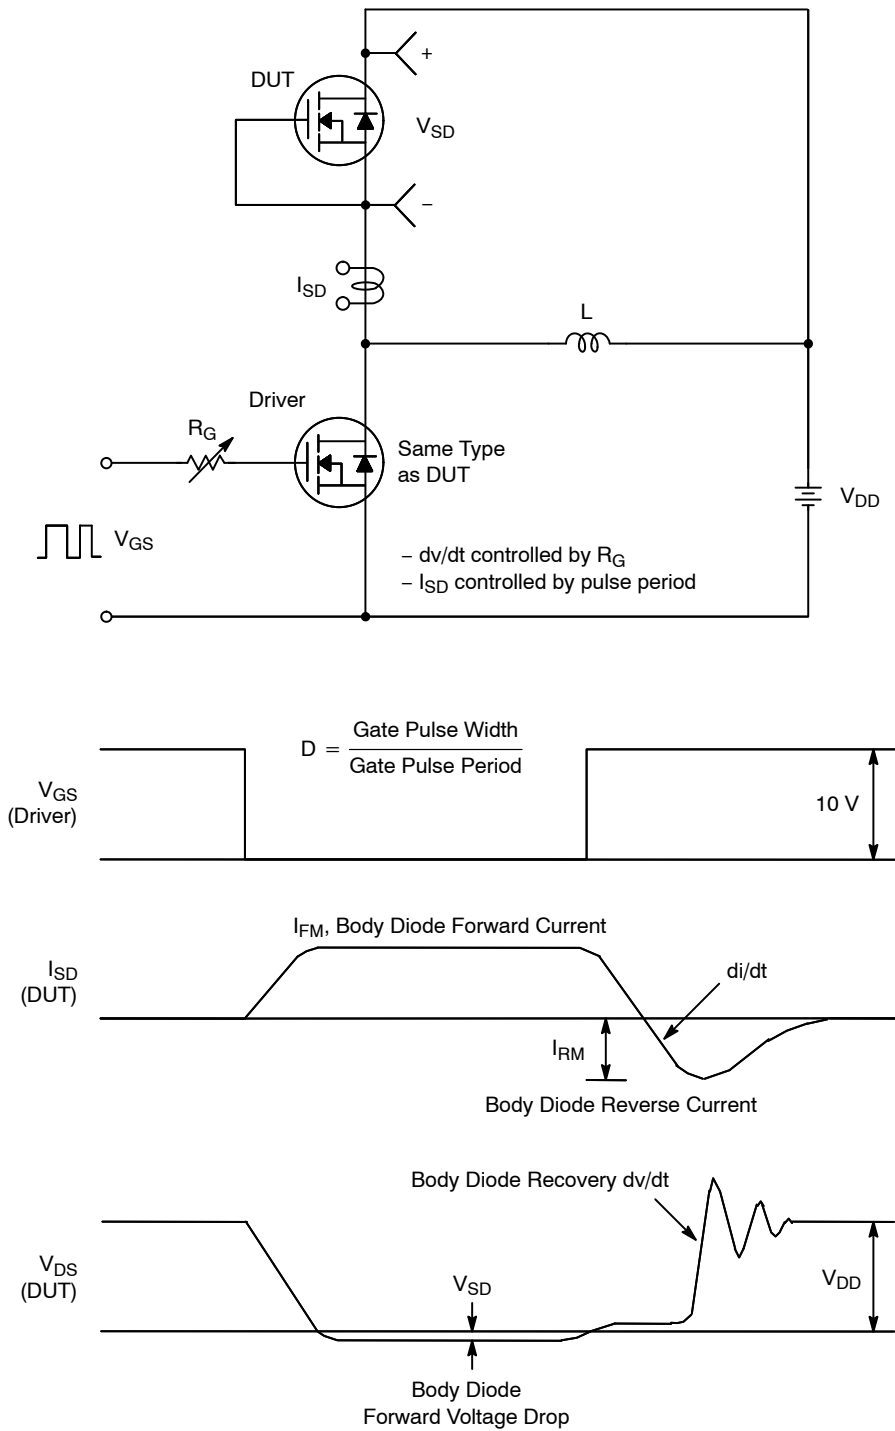 +
DUT
V_SD
−
I_SD
L
Driver
R_G
Same Type
as DUT
V_DD
V_GS
− dv/dt controlled by R_G
− I_SD controlled by pulse period
D = Gate Pulse Width / Gate Pulse Period
V_GS
(Driver)
10 V
I_FM, Body Diode Forward Current
I_SD
(DUT)
di/dt
I_RM
Body Diode Reverse Current
Body Diode Recovery dv/dt
V_DS
(DUT)
V_SD
V_DD
Body Diode
Forward Voltage Drop